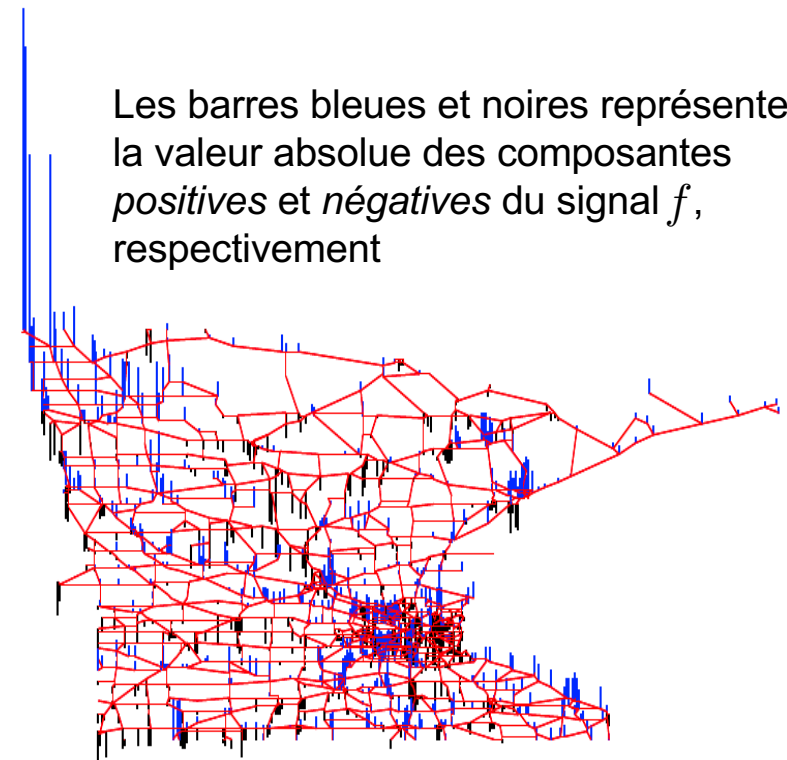 Les barres bleues et noires représente
la valeur absolue des composantes
positives et négatives du signal f,
respectivement